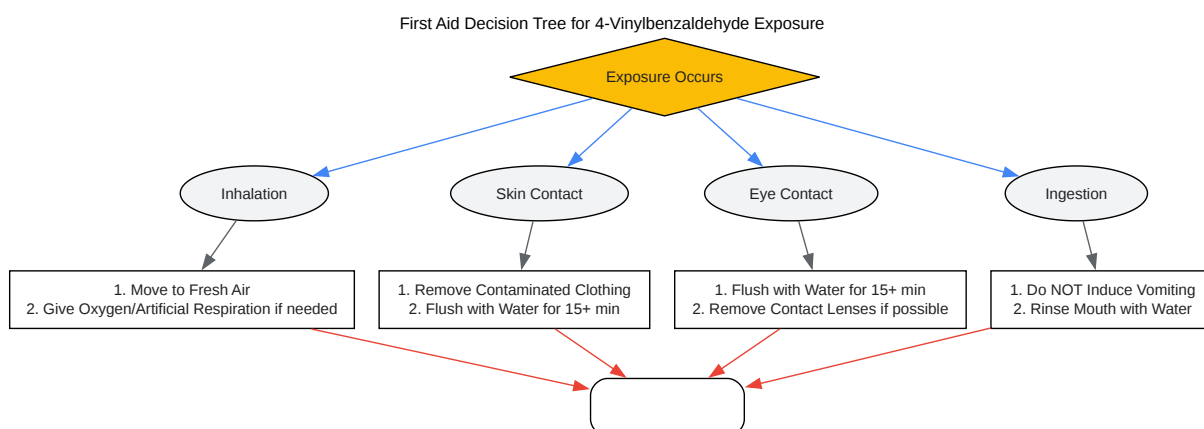 First Aid Decision Tree for 4-Vinylbenzaldehyde Exposure
Exposure Occurs
Inhalation
Skin Contact
Eye Contact
Ingestion
1. Move to Fresh Air
2. Give Oxygen/Artificial Respiration if needed
1. Remove Contaminated Clothing
2. Flush with Water for 15+ min
1. Flush with Water for 15+ min
2. Remove Contact Lenses if possible
1. Do NOT Induce Vomiting
2. Rinse Mouth with Water